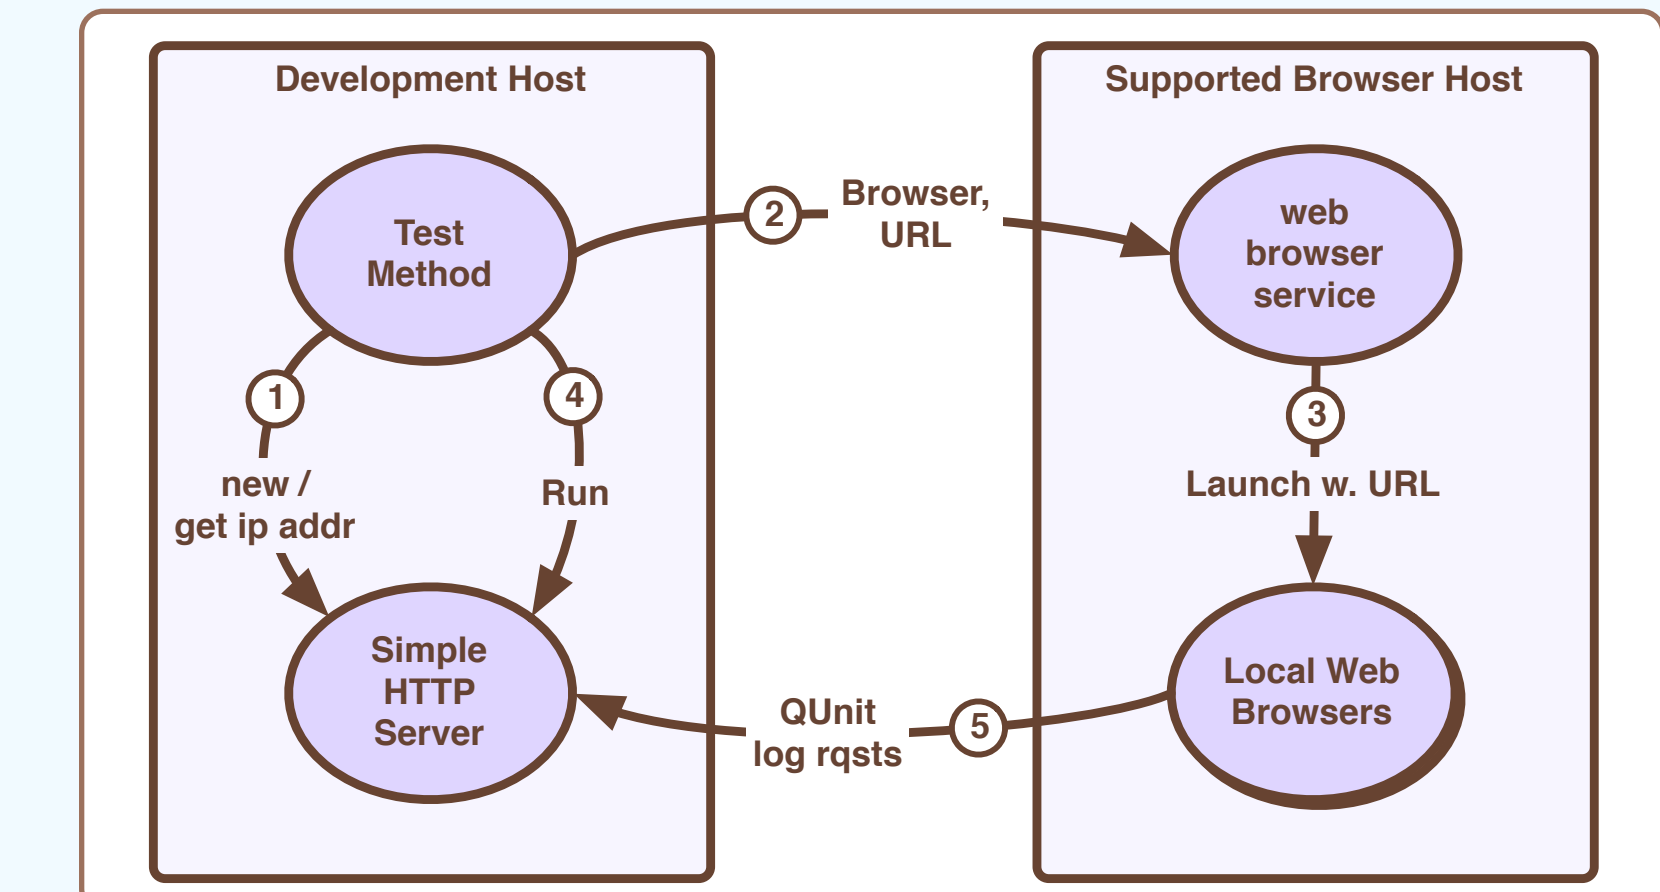 Development Host
Supported Browser Host
Test
Method
2
Browser,
URL
web
browser
service
1
4
3
new /
get ip addr
Run
Launch w. URL
Simple
HTTP
Server
QUnit
log rqsts
5
Local Web
Browsers